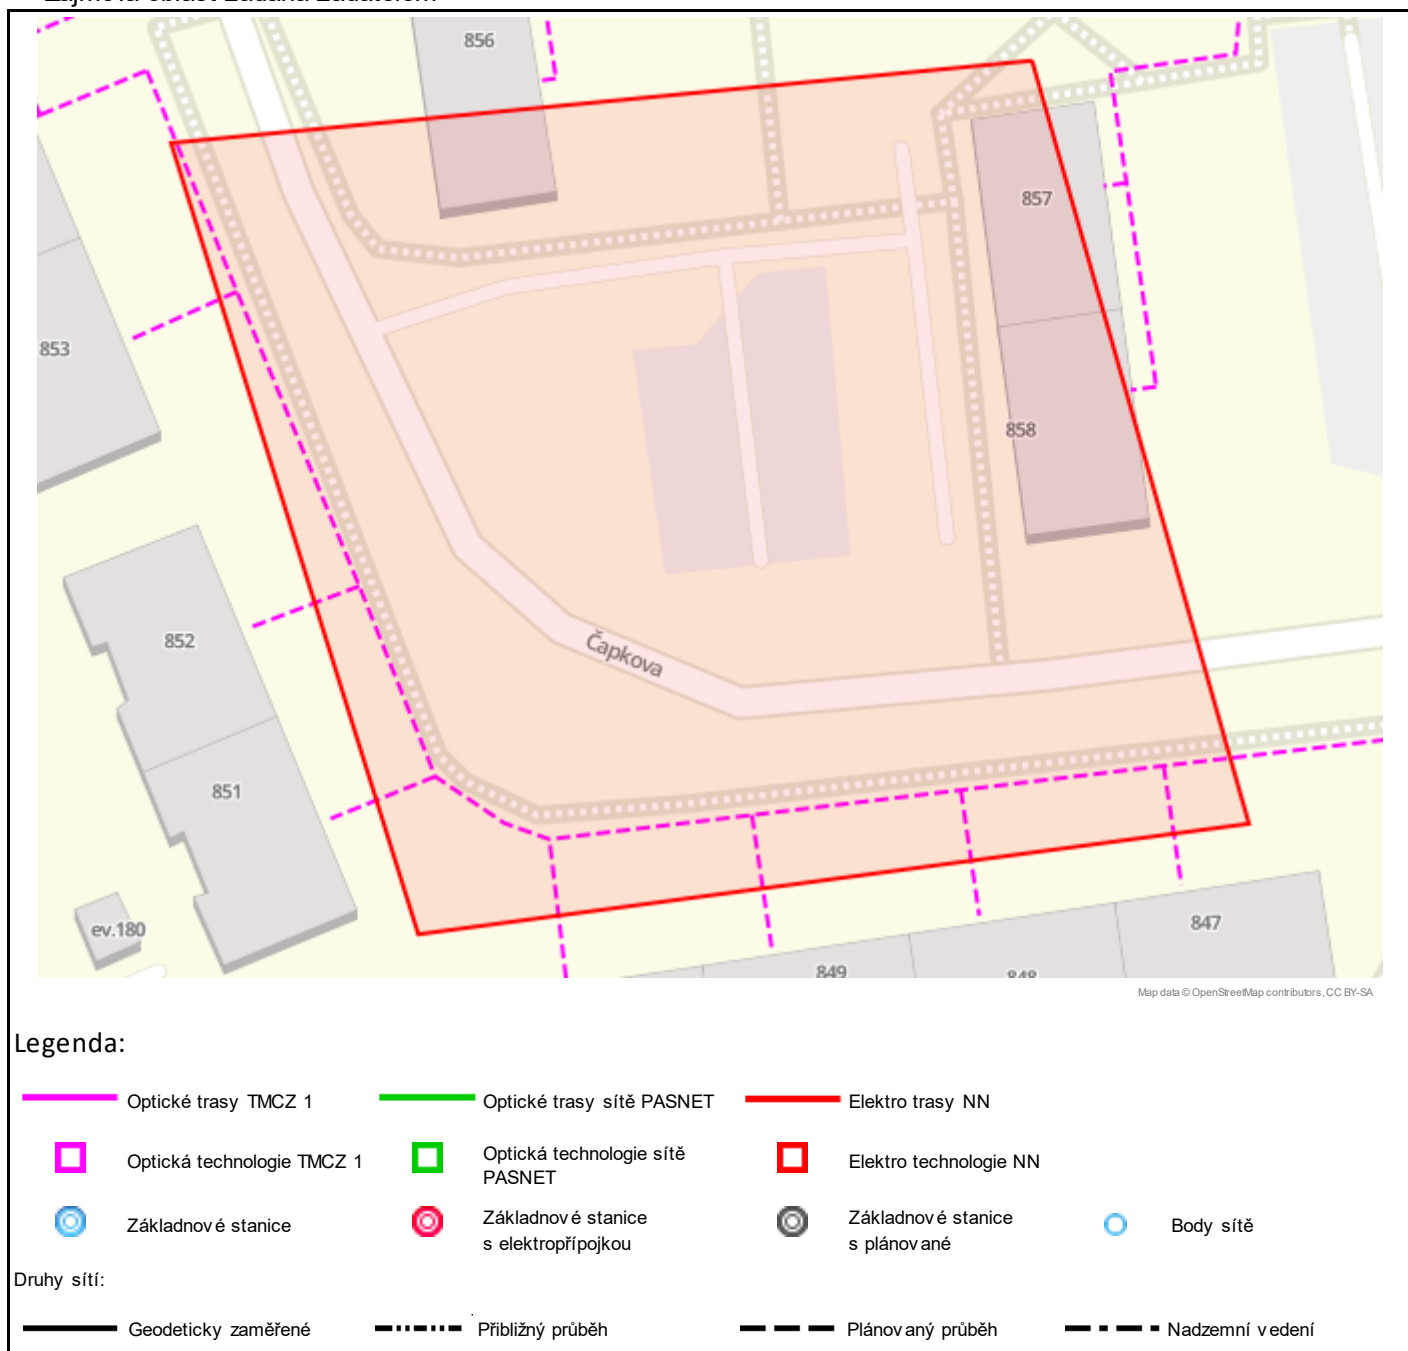 856
857
853
858
852
Čapkova
851
ev.180
847
849
848
Map data © OpenStreetMap contributors, CC BY-SA
Legenda:
Optické trasy TMCZ 1
Optické trasy sítě PASNET
Elektro trasy NN
Optická technologie TMCZ 1
Optická technologie sítě
PASNET
Elektro technologie NN
Základnové stanice
Základnové stanice
s elektropřípojkou
Základnové stanice
s plánované
Body sítě
Druhy sítí:
Geodeticky zaměřené
Přibližný průběh
Plánovaný průběh
Nadzemní vedení